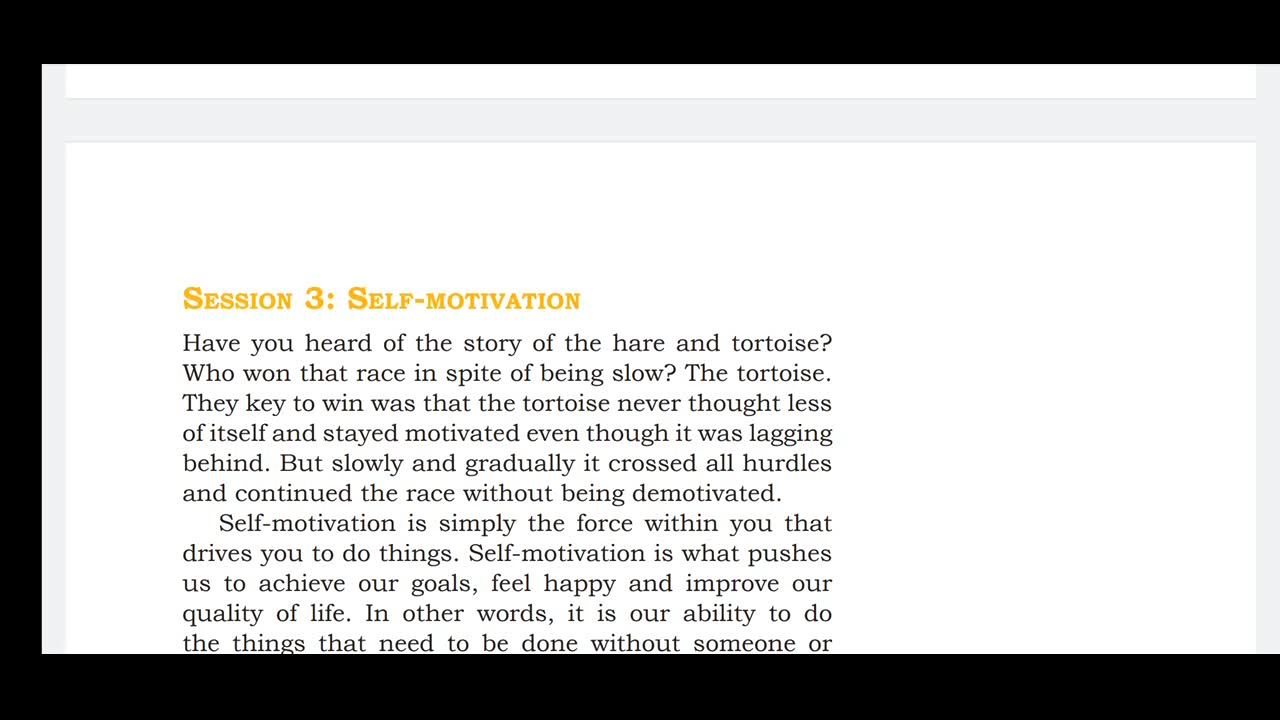 SESSION 3: SELF-MOTIVATION
Have you heard of the story of the hare and tortoise?
Who won that race in spite of being slow? The tortoise.
They key to win was that the tortoise never thought less
of itself and stayed motivated even though it was lagging
behind. But slowly and gradually it crossed all hurdles
and continued the race without being demotivated.
Self-motivation is simply the force within you that
drives you to do things. Self-motivation is what pushes
us to achieve our goals, feel happy and improve our
quality of life. In other words, it is our ability to do
the things that need to be done without someone or